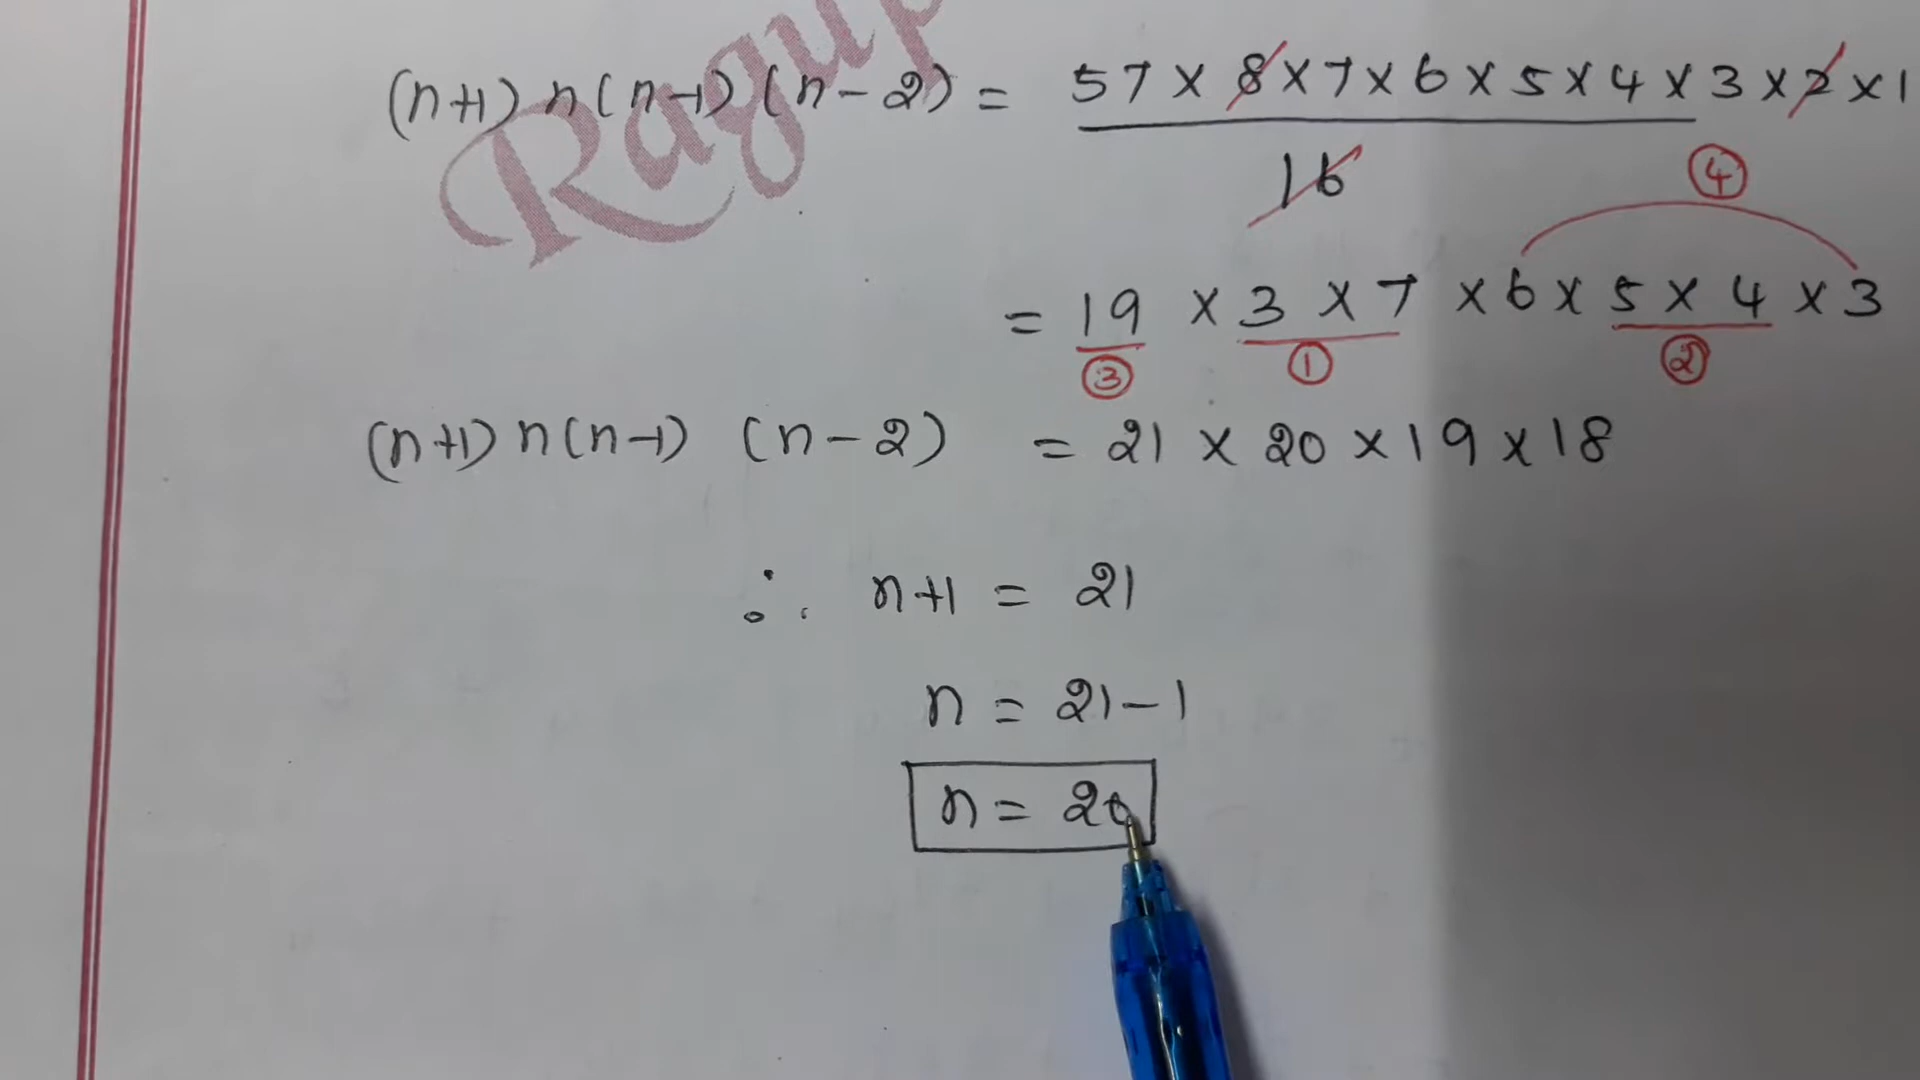 Ragup
(n+1) n(n-1) (n-2) = 57 × 8 × 7 × 6 × 5 × 4 × 3 × 2 × 1
16
④
= 19 × 3 × 7 × 6 × 5 × 4 × 3
③ ① ②
(n+1) n(n-1) (n-2) = 21 × 20 × 19 × 18
∴ n+1 = 21
n = 21-1
n = 20